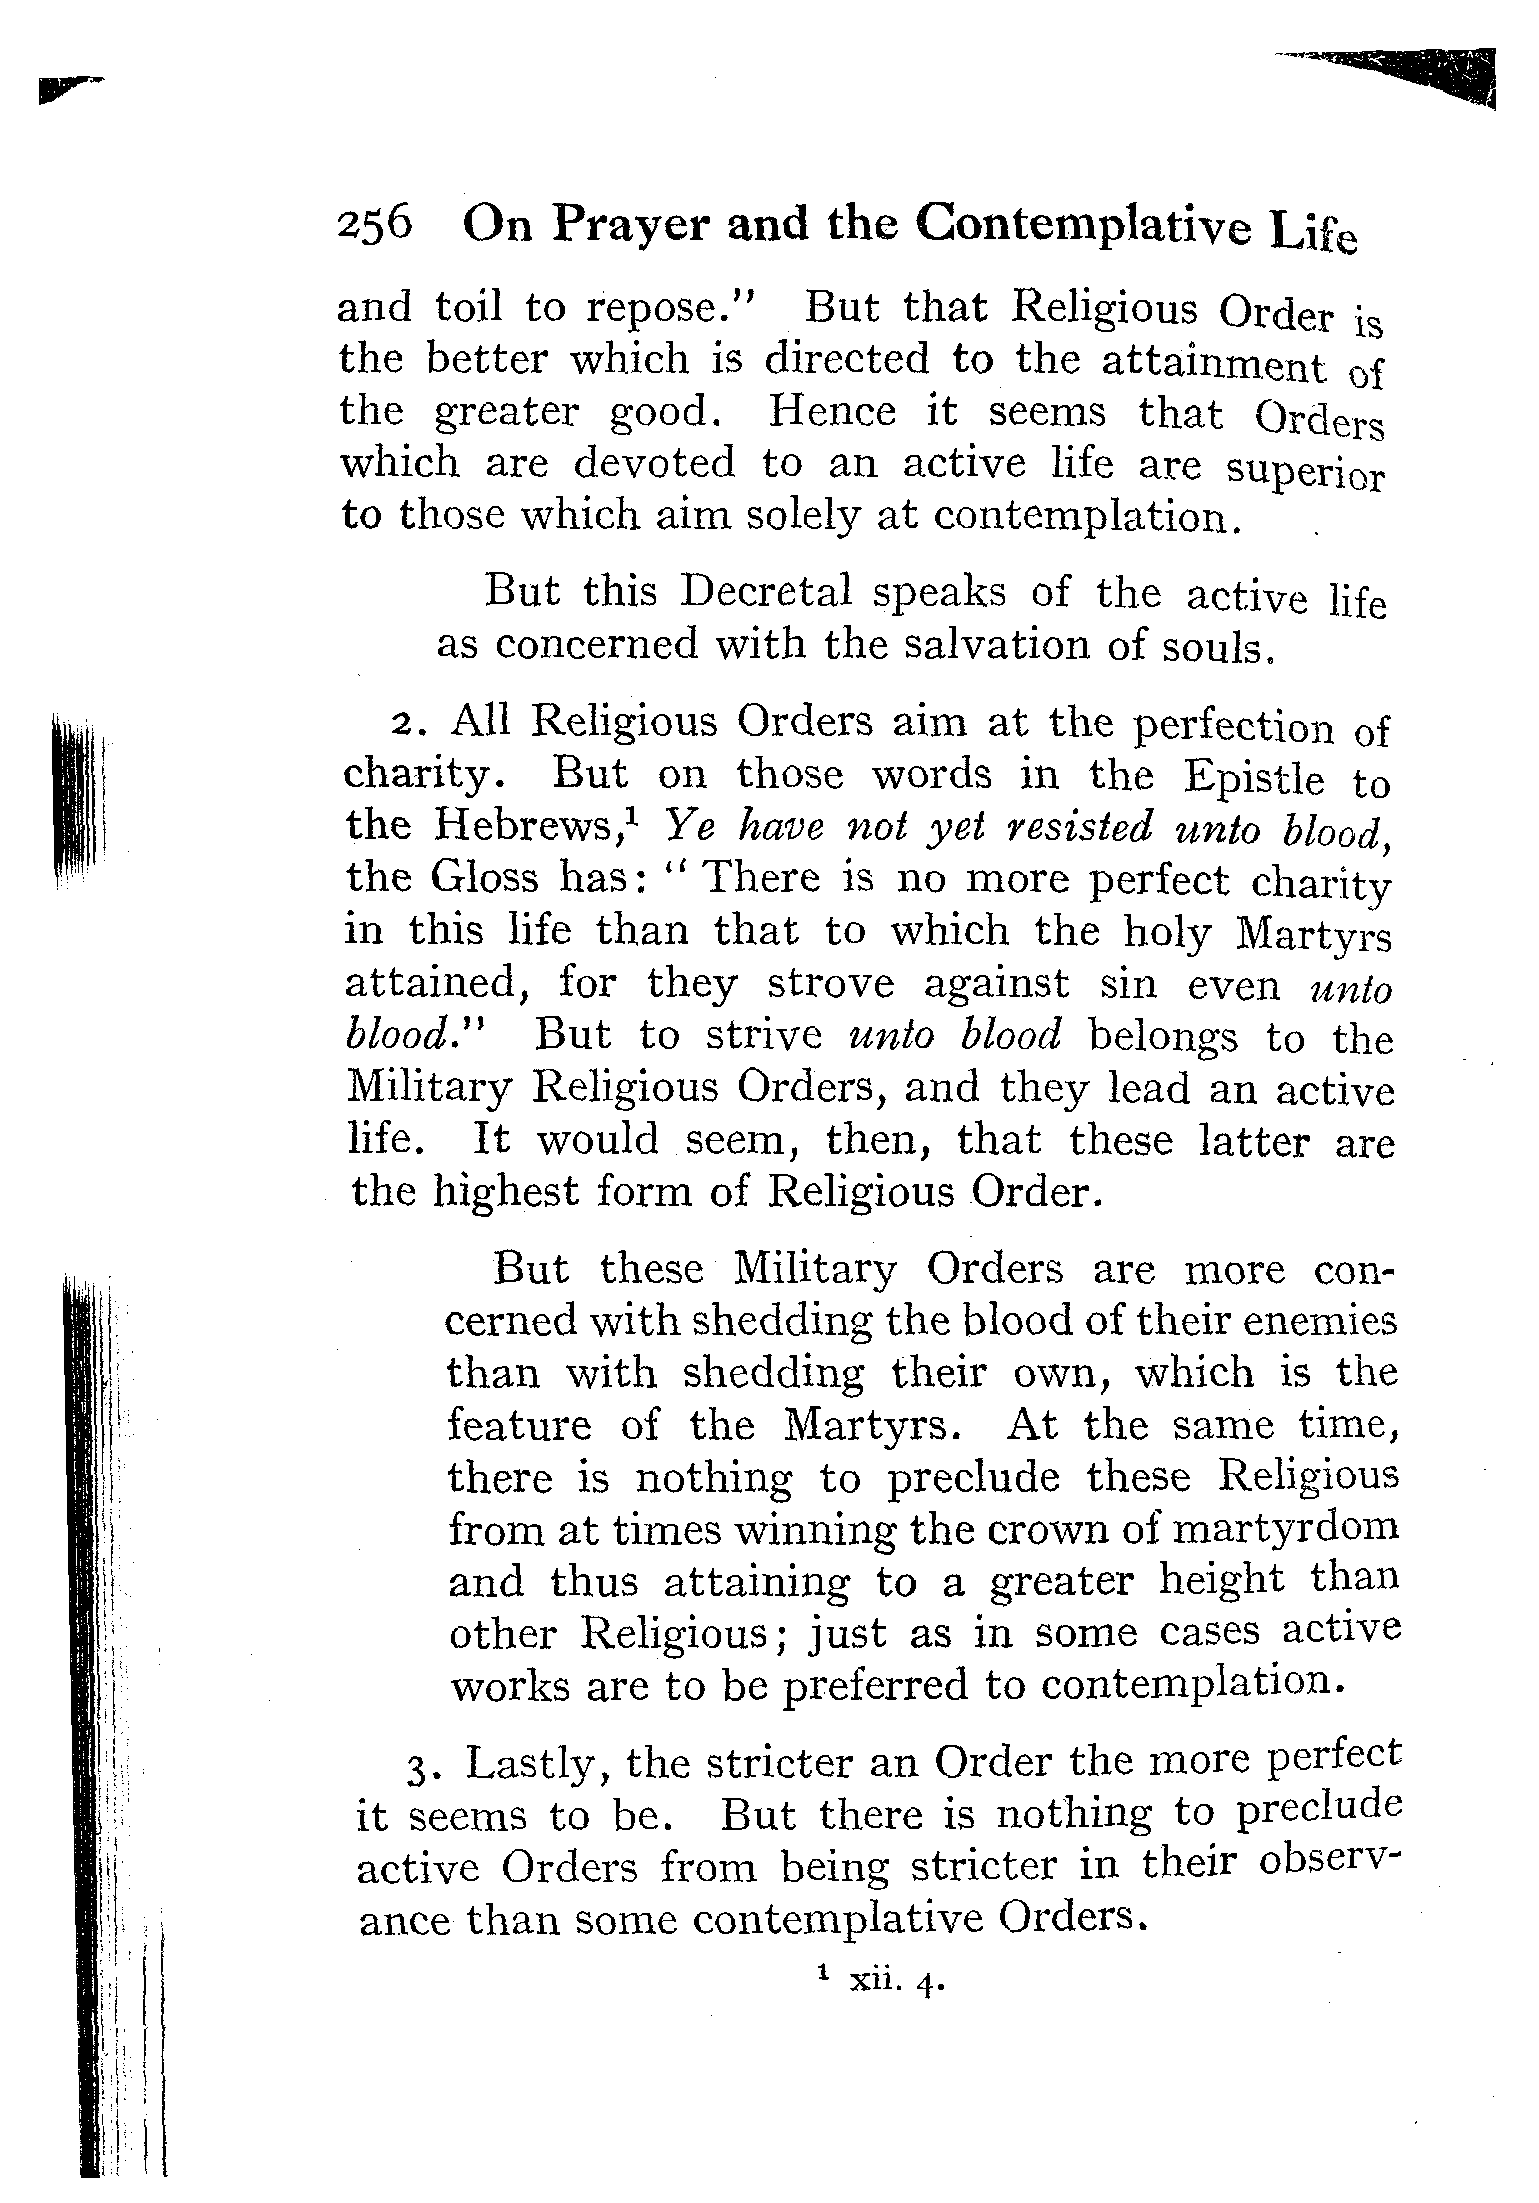 256 On Prayer and the Contemplative Life
and toil to repose." But that Religious Order is
the better which is directed to the attainment of
the greater good. Hence it seems that Orders
which are devoted to an active life are superior
to those which aim solely at contemplation.
But this Decretal speaks of the active life
as concerned with the salvation of souls.
2. All Religious Orders aim at the perfection of
charity. But on those words in the Epistle to
the Hebrews,¹ Ye have not yet resisted unto blood,
the Gloss has: "There is no more perfect charity
in this life than that to which the holy Martyrs
attained, for they strove against sin even unto
blood." But to strive unto blood belongs to the
Military Religious Orders, and they lead an active
life. It would seem, then, that these latter are
the highest form of Religious Order.
But these Military Orders are more con-
cerned with shedding the blood of their enemies
than with shedding their own, which is the
feature of the Martyrs. At the same time,
there is nothing to preclude these Religious
from at times winning the crown of martyrdom
and thus attaining to a greater height than
other Religious; just as in some cases active
works are to be preferred to contemplation.
3. Lastly, the stricter an Order the more perfect
it seems to be. But there is nothing to preclude
active Orders from being stricter in their observ-
ance than some contemplative Orders.
¹ xii. 4.